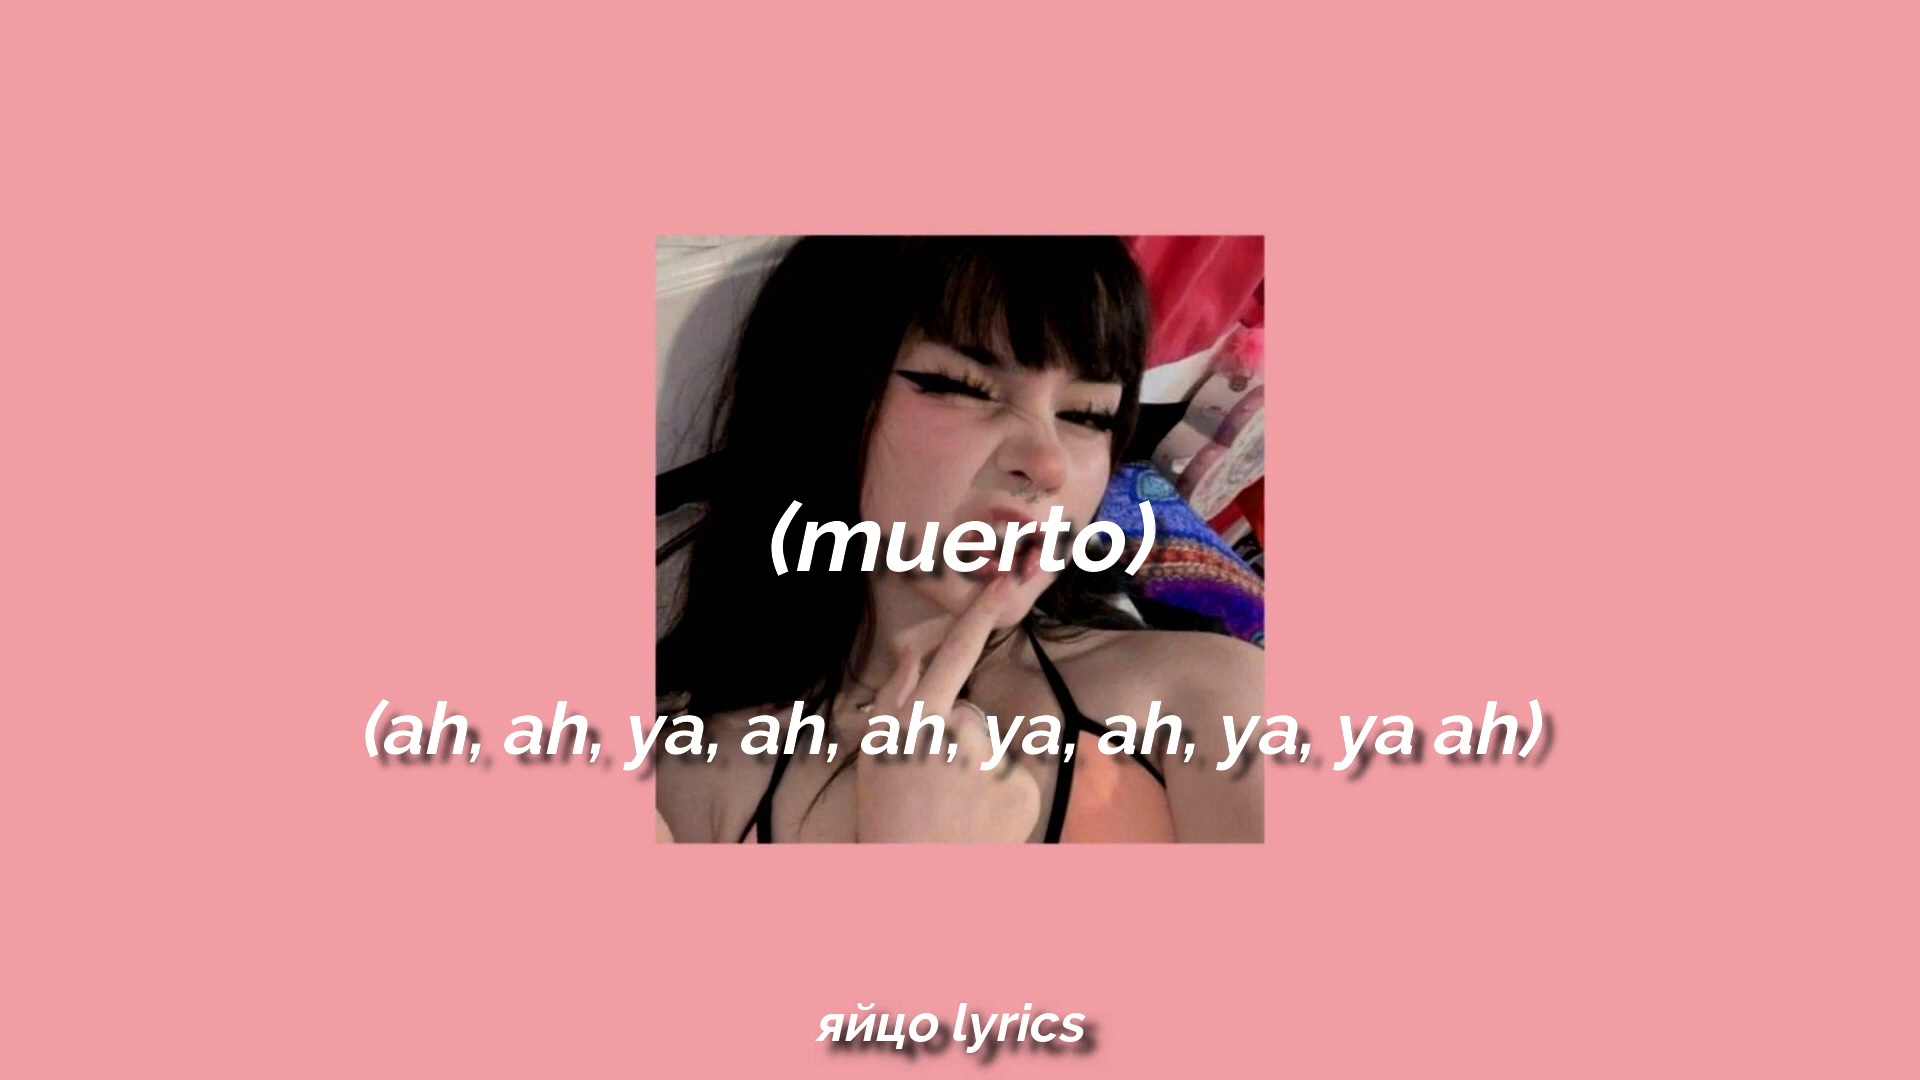 (muerto)
(ah, ah, ya, ah, ah, ya, ah, ya, ya ah)
яйцо lyrics